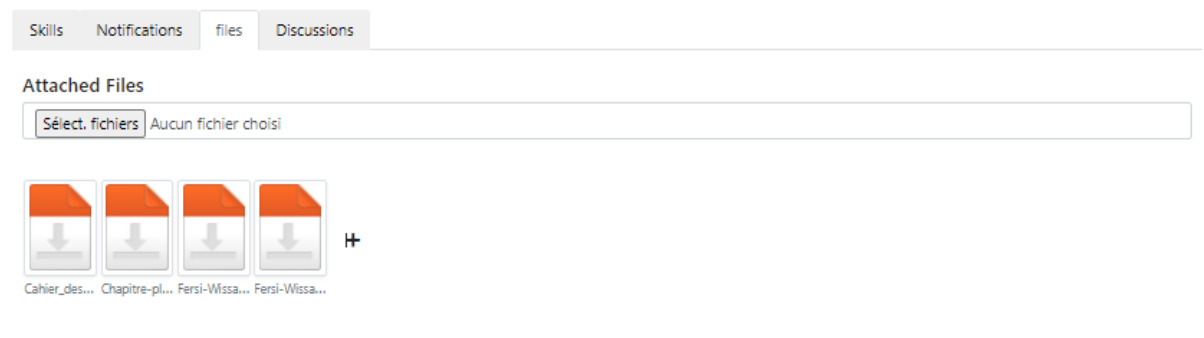 Skills Notifications files Discussions
Attached Files
Sélect. fichiers Aucun fichier choisi
Cahier_des... Chapitre-pl... Fersi-Wissa... Fersi-Wissa...